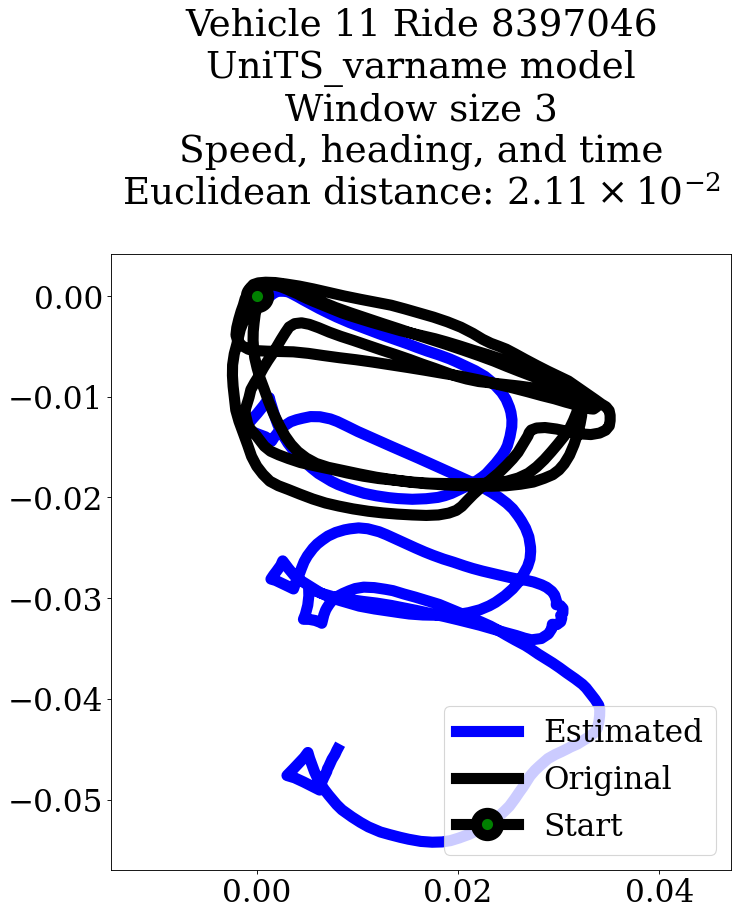 Vehicle 11 Ride 8397046
UniTS_varname model
Window size 3
Speed, heading, and time
Euclidean distance: 2.11 × 10⁻²
0.00
−0.01
−0.02
−0.03
−0.04
−0.05
Estimated
Original
Start
0.00 0.02 0.04